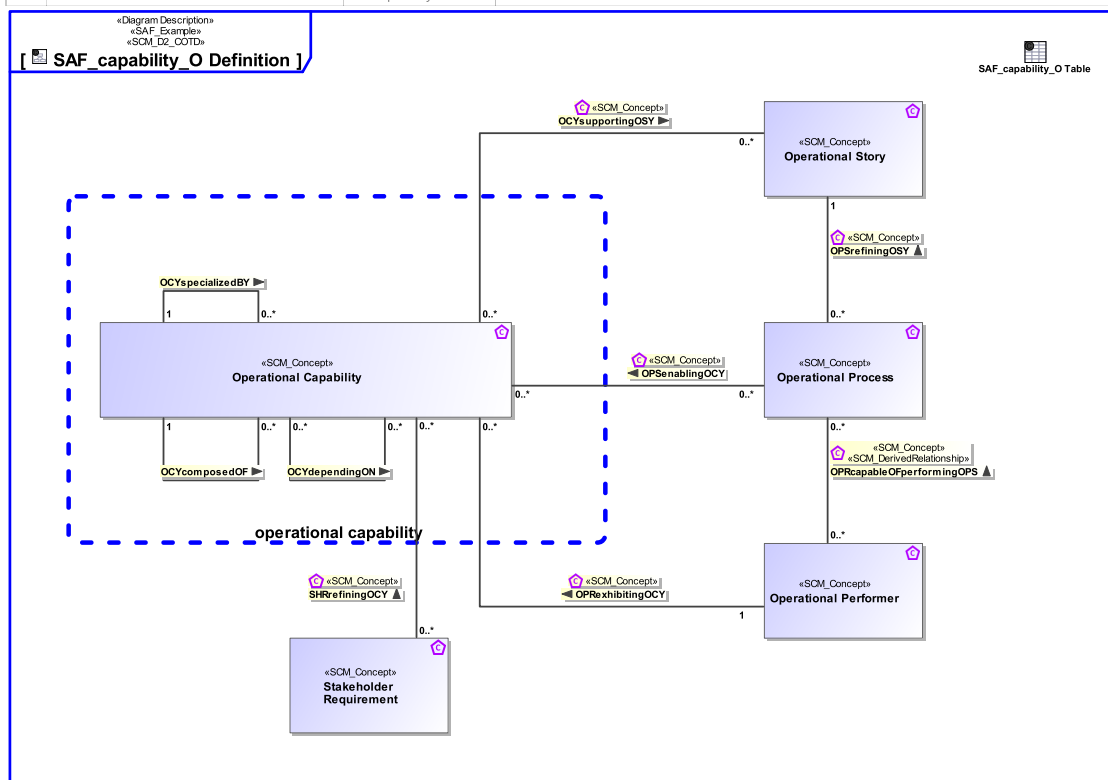 «Diagram Description»
«SAF_Example»
«SCM_D2_COTD»
[ SAF_capability_O Definition ]
SAF_capability_O Table
C «SCM_Concept»
OCYsupportingOSY
0..*
C
«SCM_Concept»
Operational Story
1
C «SCM_Concept»
OPSrefiningOSY
0..*
OCYspecializedBY
1
0..*
0..*
C
«SCM_Concept»
Operational Capability
C «SCM_Concept»
OPSenablingOCY
0..*
0..*
C
«SCM_Concept»
Operational Process
1
0..*
0..*
0..*
0..*
0..*
OCYcomposedOF
OCYdependingON
0..*
«SCM_Concept»
C «SCM_DerivedRelationship»
OPRcapableOFperformingOPS
0..*
operational capability
C «SCM_Concept»
SHRrefiningOCY
0..*
C «SCM_Concept»
OPRexhibitingOCY
1
C
«SCM_Concept»
Operational Performer
C
«SCM_Concept»
Stakeholder
Requirement